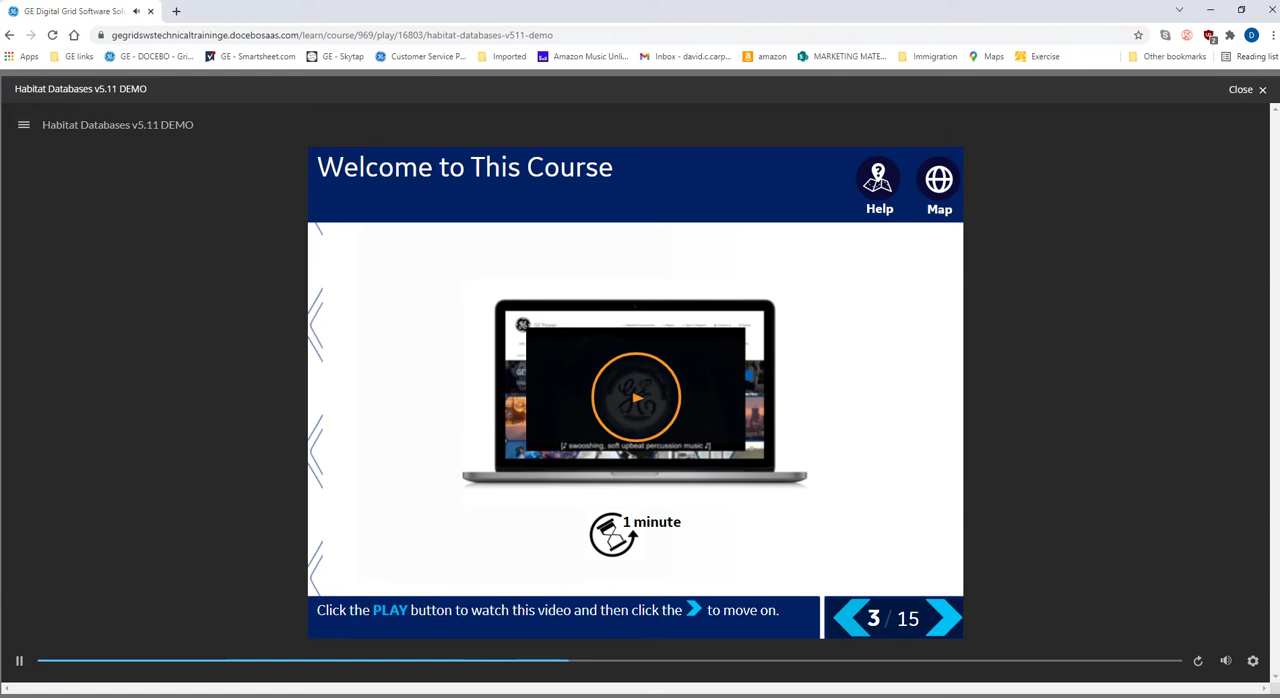 GE Digital Grid Software Solu
gegridswstechnicaltraininge.docebosaas.com/learn/course/969/play/16803/habitat-databases-v511-demo
Apps GE links GE - DOCEBO - Gri... GE - Smartsheet.com GE - Skytap Customer Service P... Imported Amazon Music Unli... Inbox - david.c.carp... amazon MARKETING MATE... Immigration Maps Exercise Other bookmarks Reading list
Habitat Databases v5.11 DEMO
Close
Habitat Databases v5.11 DEMO
Welcome to This Course
Help
Map
GE Power
[♪ swooshing, soft upbeat percussion music ♪]
1 minute
Click the PLAY button to watch this video and then click the to move on.
3 / 15